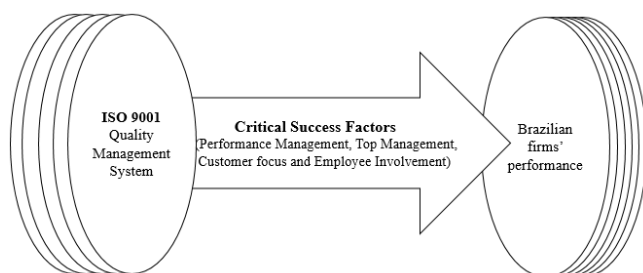 ISO 9001
Quality
Management
System
Critical Success Factors
(Performance Management, Top Management,
Customer focus and Employee Involvement)
Brazilian
firms’
performance